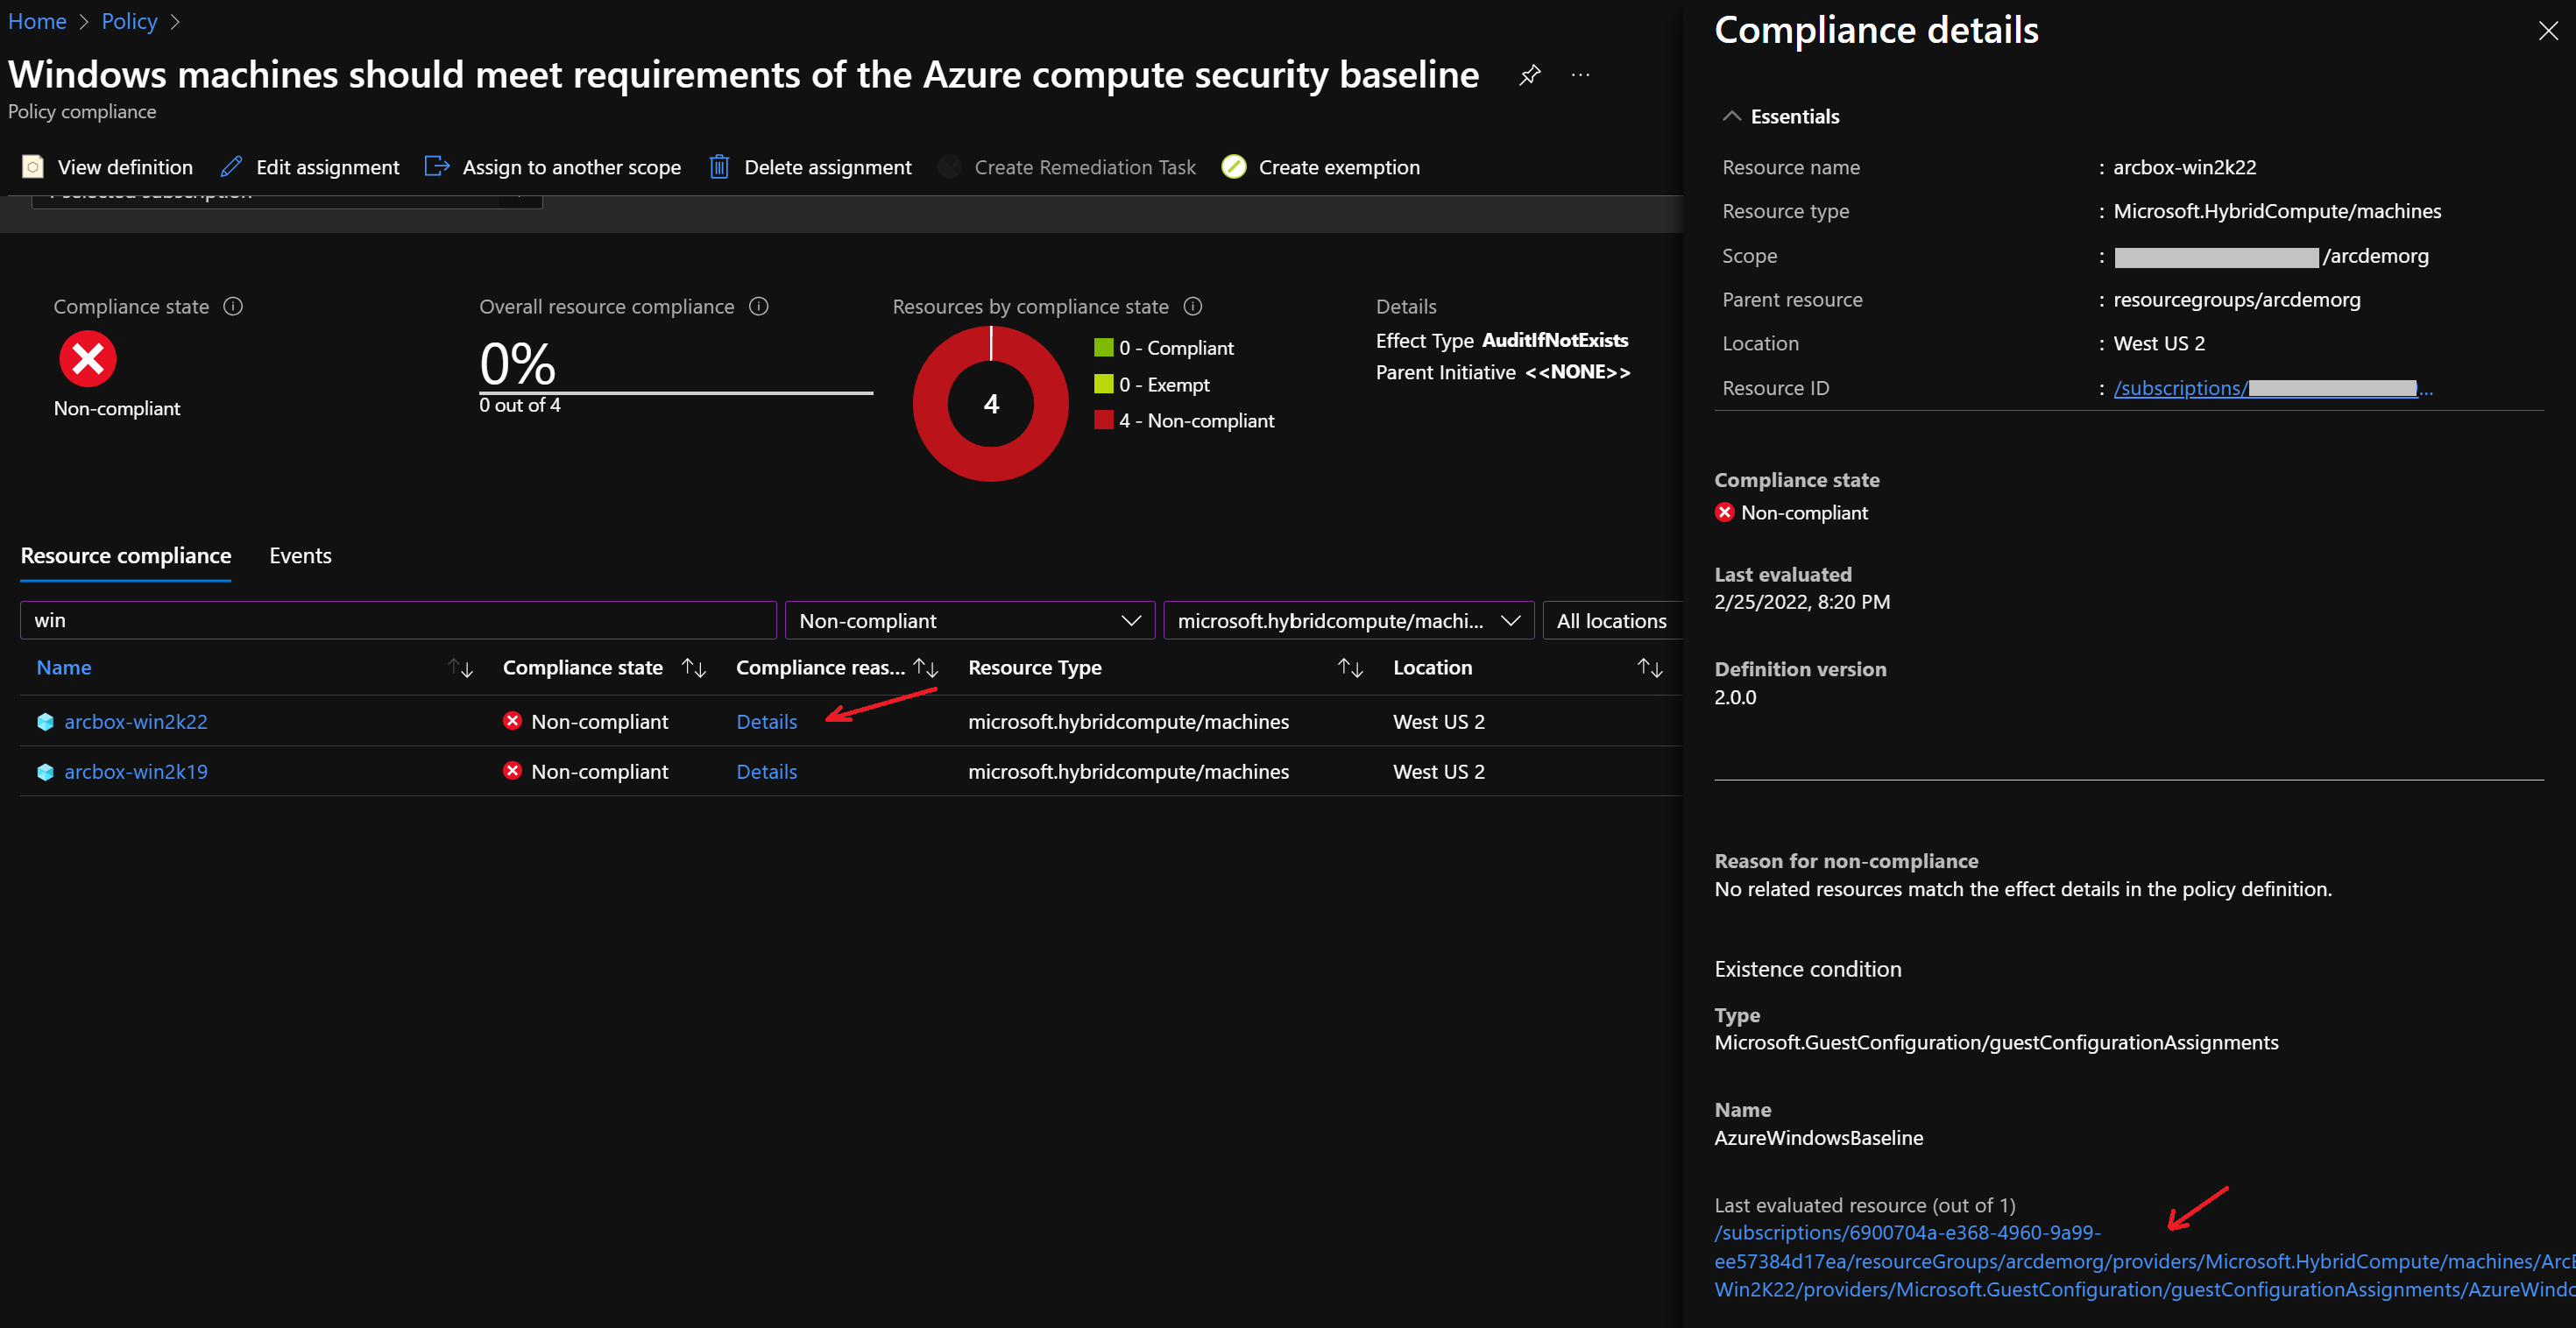 Home > Policy >
Windows machines should meet requirements of the Azure compute security baseline
Policy compliance
View definition Edit assignment Assign to another scope Delete assignment Create Remediation Task Create exemption
Compliance state
Non-compliant
Overall resource compliance
0%
0 out of 4
Resources by compliance state
4
0 - Compliant
0 - Exempt
4 - Non-compliant
Details
Effect Type AuditIfNotExists
Parent Initiative <<NONE>>
Resource compliance Events
win Non-compliant microsoft.hybridcompute/machi... All locations
Name Compliance state Compliance reas... Resource Type Location
arcbox-win2k22 Non-compliant Details microsoft.hybridcompute/machines West US 2
arcbox-win2k19 Non-compliant Details microsoft.hybridcompute/machines West US 2
Compliance details
Essentials
Resource name : arcbox-win2k22
Resource type : Microsoft.HybridCompute/machines
Scope : /arcdemorg
Parent resource : resourcegroups/arcdemorg
Location : West US 2
Resource ID : /subscriptions/ ...
Compliance state
Non-compliant
Last evaluated
2/25/2022, 8:20 PM
Definition version
2.0.0
Reason for non-compliance
No related resources match the effect details in the policy definition.
Existence condition
Type
Microsoft.GuestConfiguration/guestConfigurationAssignments
Name
AzureWindowsBaseline
Last evaluated resource (out of 1)
/subscriptions/6900704a-e368-4960-9a99-
ee57384d17ea/resourceGroups/arcdemorg/providers/Microsoft.HybridCompute/machines/Arc
Win2K22/providers/Microsoft.GuestConfiguration/guestConfigurationAssignments/AzureWind